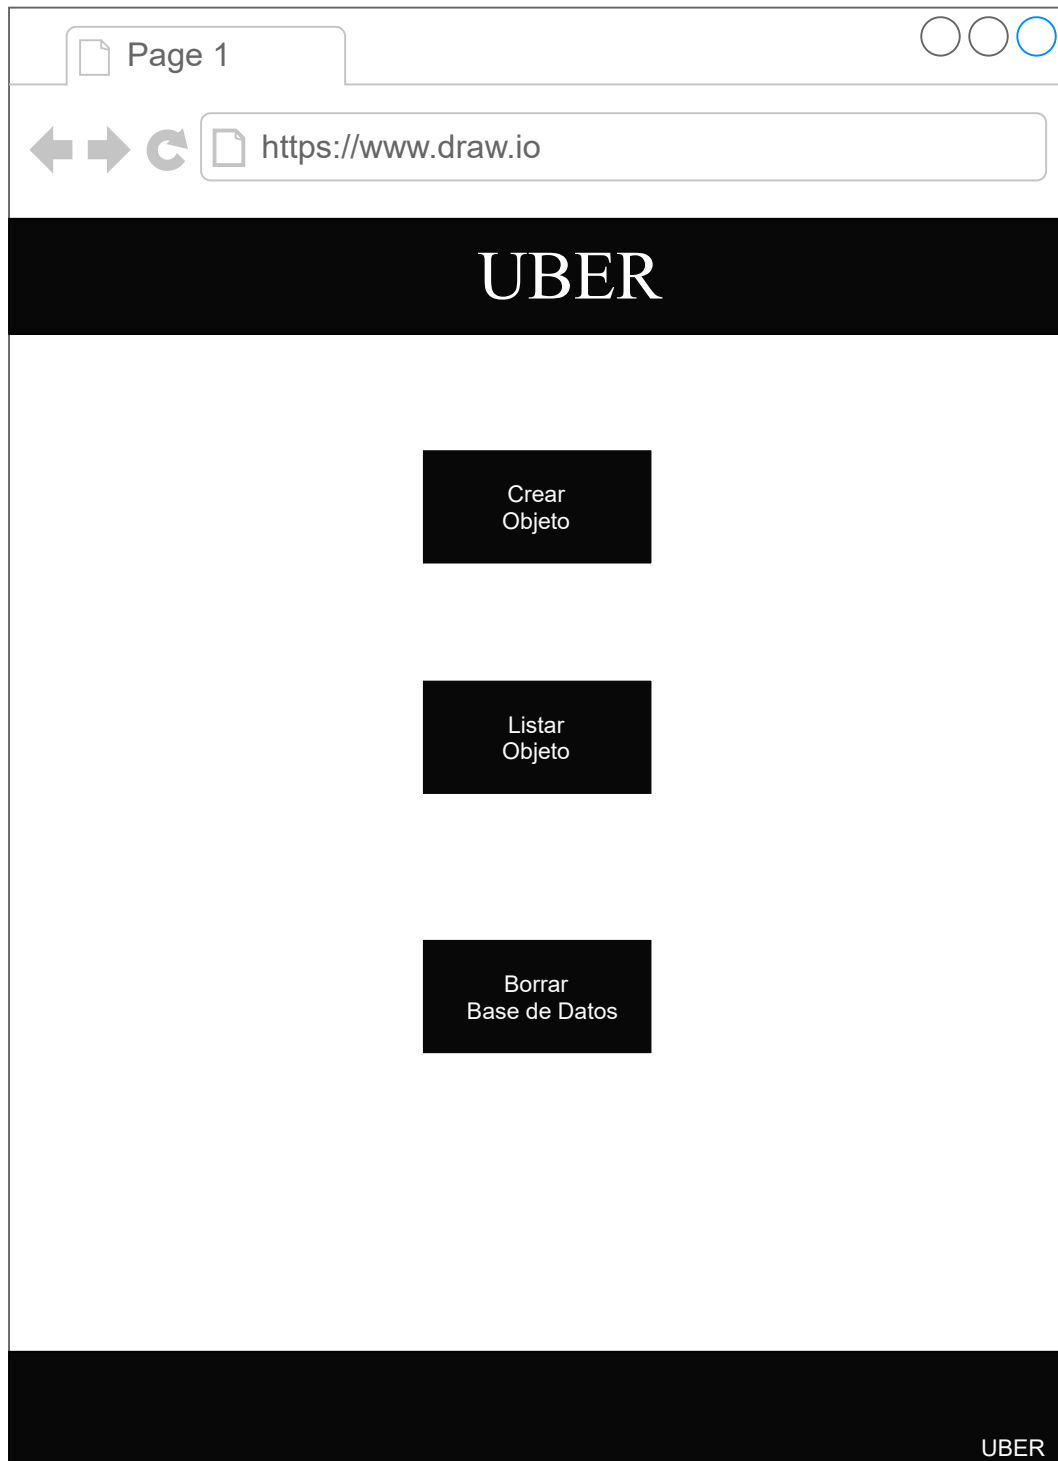 Page 1
https://www.draw.io
UBER
Crear
Objeto
Listar
Objeto
Borrar
Base de Datos
UBER